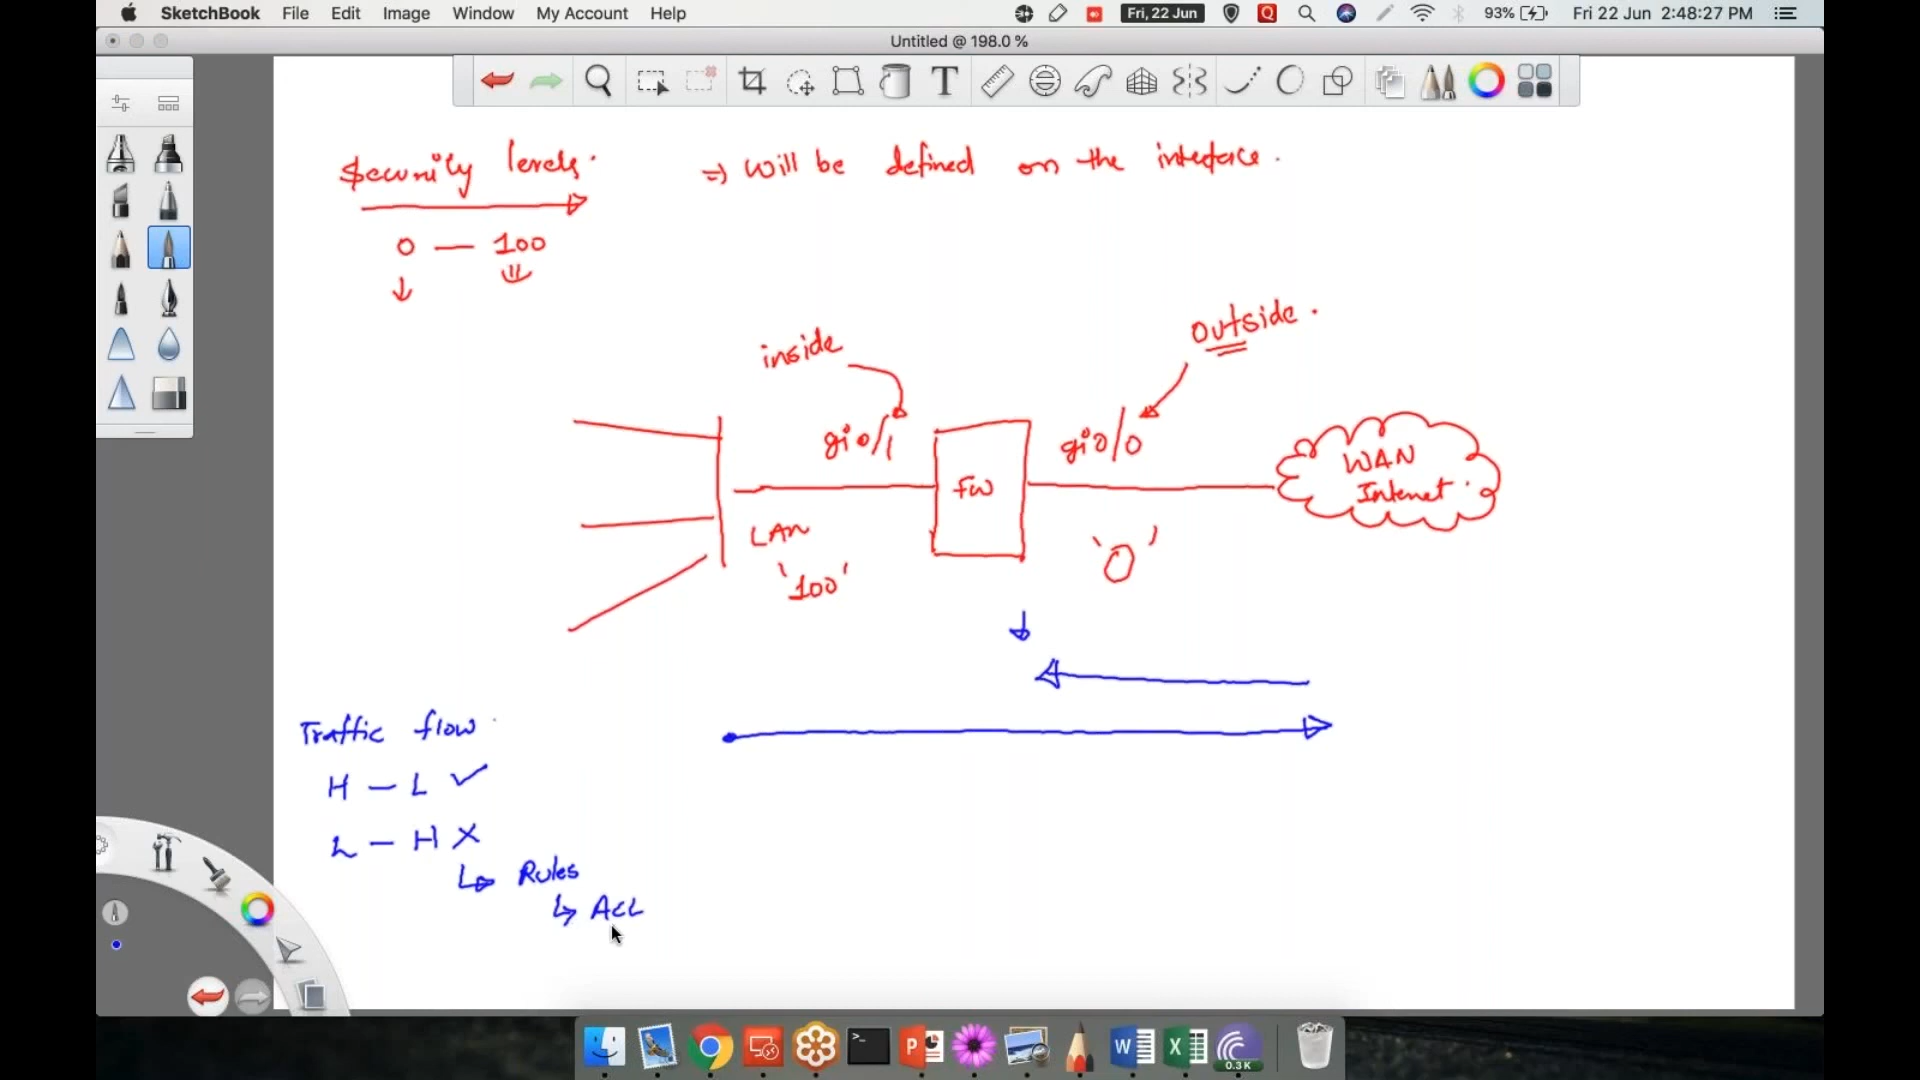 SketchBook File Edit Image Window My Account Help
Fri, 22 Jun
93%
Fri 22 Jun 2:48:27 PM
Untitled @ 198.0 %
Security levels.
=> Will be defined on the interface.
0 — 100
inside
outside.
gi0/1
gi0/0
FW
WAN
Internet.
LAN
'100'
'0'
Traffic flow
H — L ✓
L — H X
Rules
ACL
0.3 K